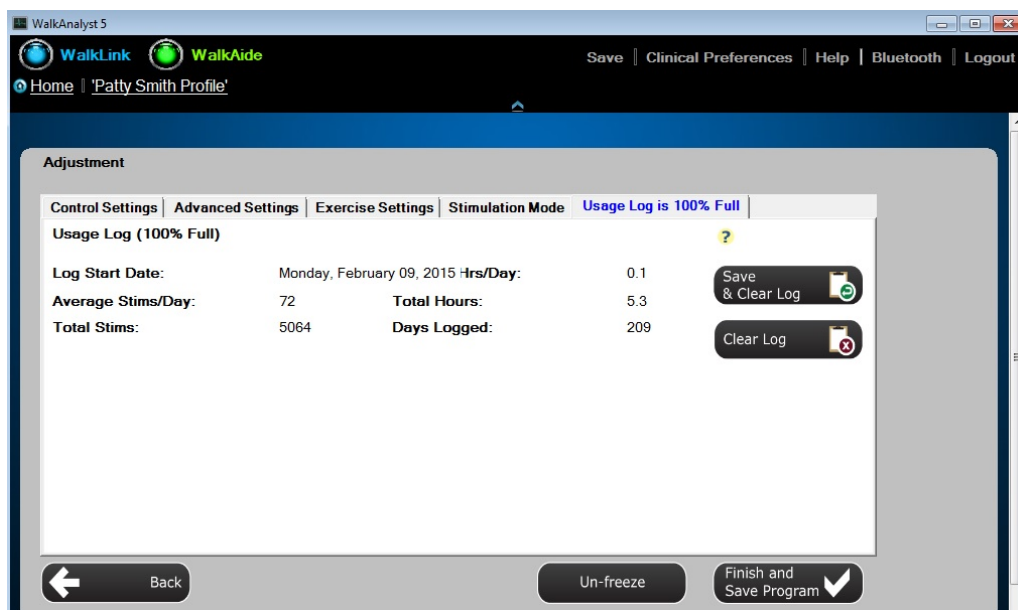 WalkAnalyst 5
WalkLink WalkAide Save Clinical Preferences Help Bluetooth Logout
Home 'Patty Smith Profile'
Adjustment
Control Settings Advanced Settings Exercise Settings Stimulation Mode Usage Log is 100% Full
Usage Log (100% Full) ?
Log Start Date: Monday, February 09, 2015 Hrs/Day: 0.1
Save
& Clear Log
Average Stims/Day: 72 Total Hours: 5.3
Total Stims: 5064 Days Logged: 209
Clear Log
Back Un-freeze
Finish and
Save Program